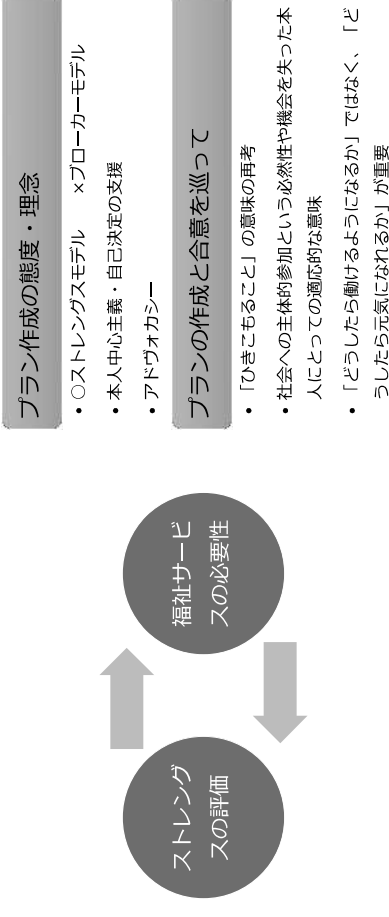 ストレング
スの評価
福祉サービ
スの必要性
プラン作成の態度・理念
• ○ストレングスモデル　×ブローカーモデル
• 本人中心主義・自己決定の支援
• アドヴォカシー
プランの作成と合意を巡って
• 「ひきこもること」の意味の再考
• 社会への主体的参加という必然性や機会を失った本
人にとっての適応的な意味
• 「どうしたら働けるようになるか」ではなく、「ど
うしたら元気になれるか」が重要